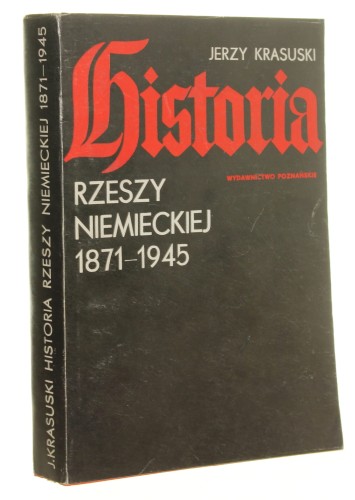 JERZY KRASUSKI
Historia
WYDAWNICTWO POZNAŃSKIE
RZESZY
NIEMIECKIEJ
1871–1945
J. KRASUSKI HISTORIA RZESZY NIEMIECKIEJ 1871–1945